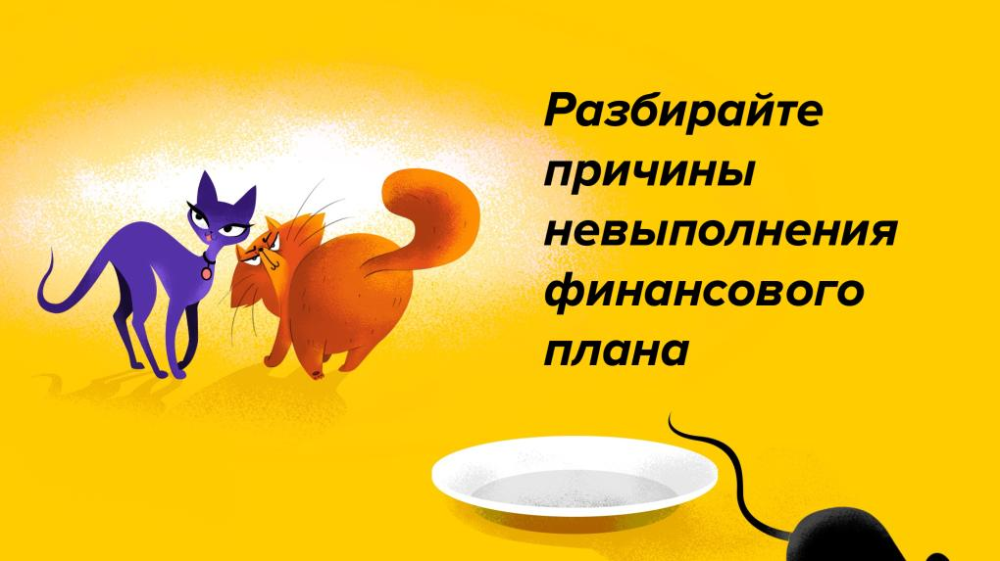 Разбирайте
причины
невыполнения
финансового
плана